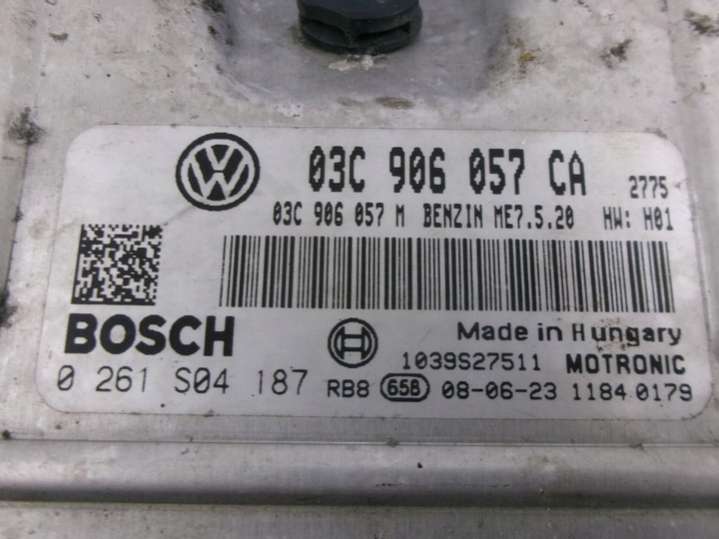 03C 906 057 CA 2775
03C 906 057 M BENZIN ME7.5.20 HW: H01
BOSCH
Made in Hungary
1039S27511 MOTRONIC
0 261 S04 187 RB8 658 08-06-23 1184 0179